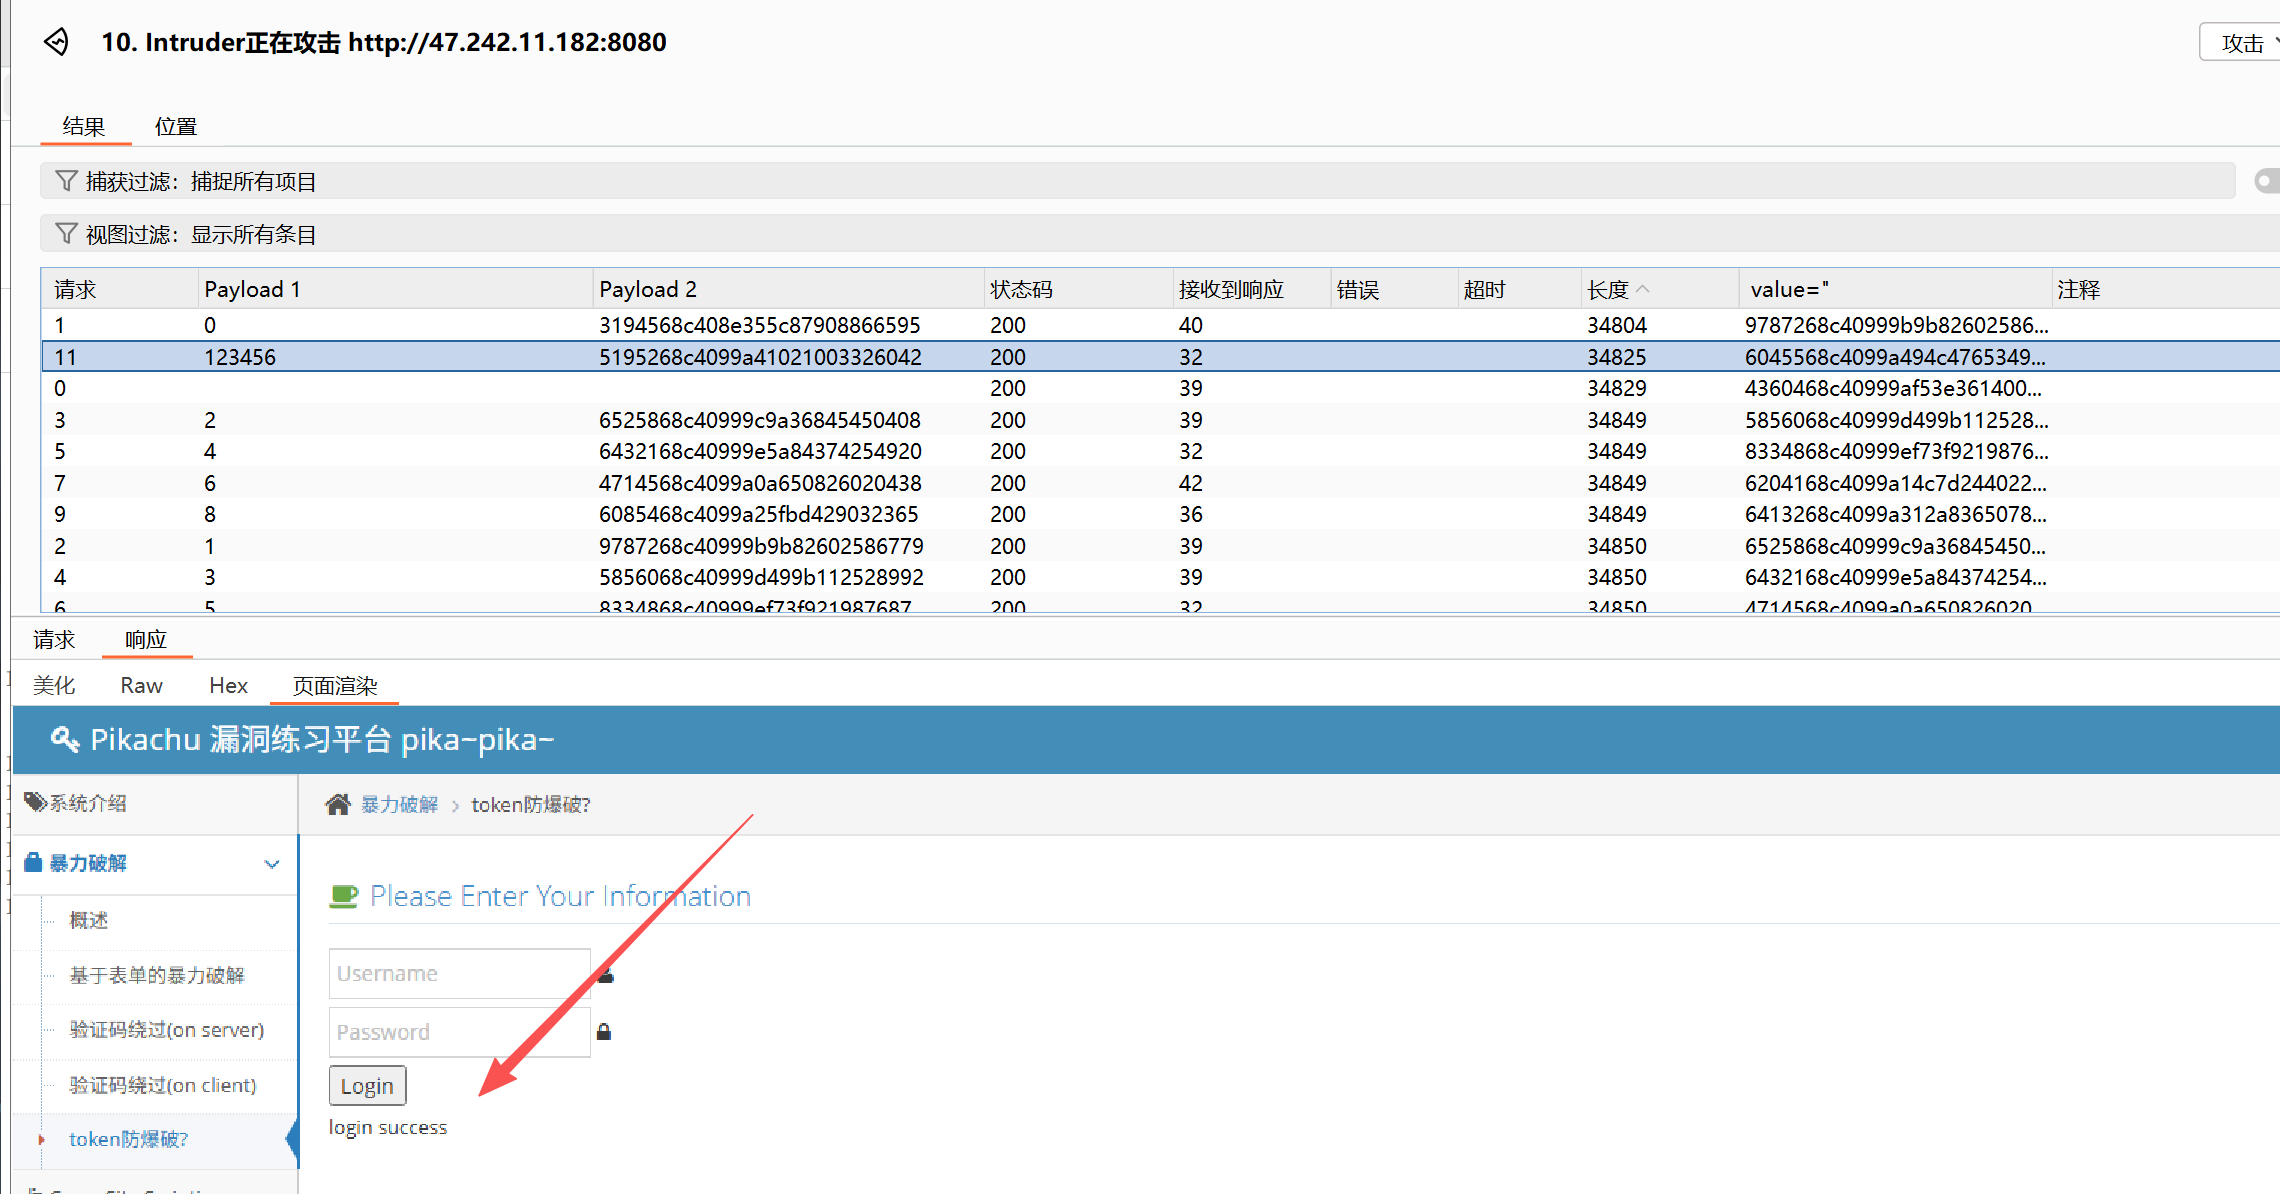 10. Intruder正在攻击 http://47.242.11.182:8080
攻击
结果 位置
捕获过滤：捕捉所有项目
视图过滤：显示所有条目
请求 Payload 1 Payload 2 状态码 接收到响应 错误 超时 长度 value=" 注释
1 0 3194568c408e355c87908866595 200 40 34804 9787268c40999b9b82602586...
11 123456 5195268c4099a41021003326042 200 32 34825 6045568c4099a494c4765349...
0 200 39 34829 4360468c40999af53e361400...
3 2 6525868c40999c9a36845450408 200 39 34849 5856068c40999d499b112528...
5 4 6432168c40999e5a84374254920 200 32 34849 8334868c40999ef73f9219876...
7 6 4714568c4099a0a650826020438 200 42 34849 6204168c4099a14c7d244022...
9 8 6085468c4099a25fbd429032365 200 36 34849 6413268c4099a312a8365078...
2 1 9787268c40999b9b82602586779 200 39 34850 6525868c40999c9a36845450...
4 3 5856068c40999d499b112528992 200 39 34850 6432168c40999e5a84374254...
6 5 8334868c40999ef73f921987687 200 32 34850 4714568c4099a0a650826020
请求 响应
美化 Raw Hex 页面渲染
Pikachu 漏洞练习平台 pika~pika~
系统介绍
暴力破解 > token防爆破?
暴力破解
Please Enter Your Information
概述
基于表单的暴力破解
Username
验证码绕过(on server)
Password
验证码绕过(on client)
Login
login success
token防爆破?